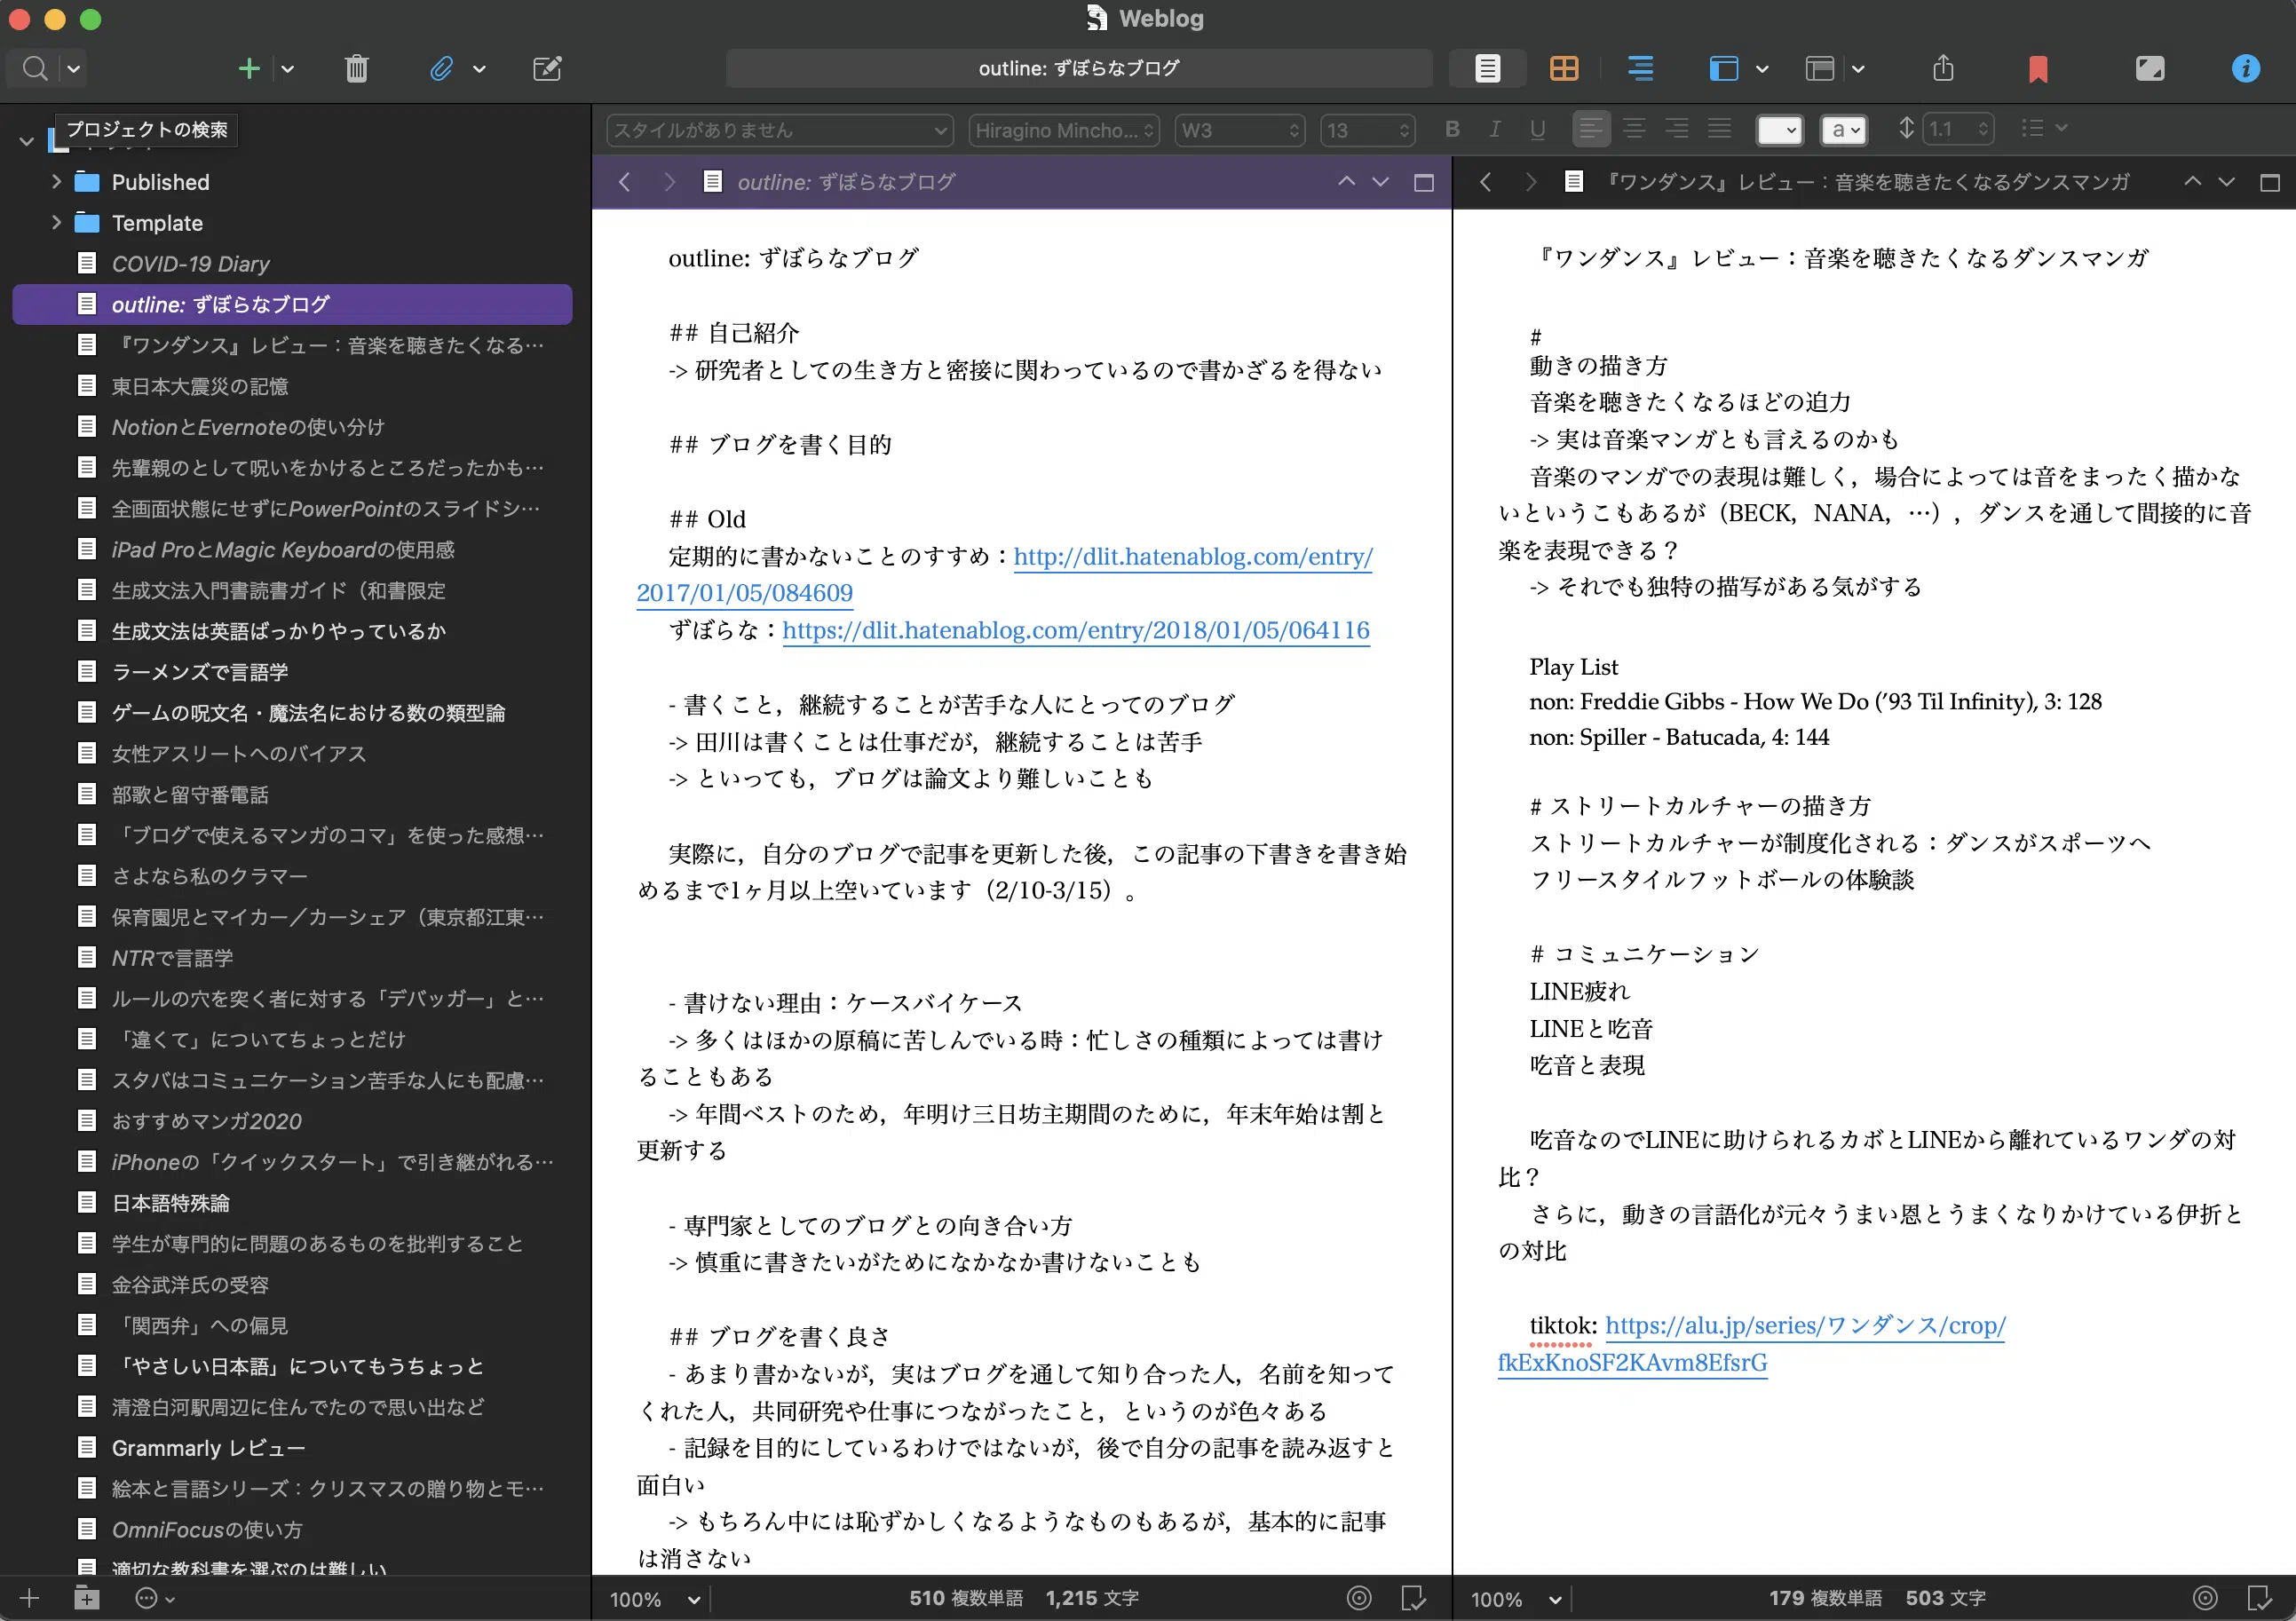 Weblog
outline: ずぼらなブログ
プロジェクトの検索
Published
Template
COVID-19 Diary
outline: ずぼらなブログ
『ワンダンス』レビュー：音楽を聴きたくなる…
東日本大震災の記憶
NotionとEvernoteの使い分け
先輩親のとして呪いをかけるところだったかも…
全画面状態にせずにPowerPointのスライドシ…
iPad ProとMagic Keyboardの使用感
生成文法入門書読書ガイド（和書限定
生成文法は英語ばっかりやっているか
ラーメンズで言語学
ゲームの呪文名・魔法名における数の類型論
女性アスリートへのバイアス
部歌と留守番電話
「ブログで使えるマンガのコマ」を使った感想…
さよなら私のクラマー
保育園児とマイカー／カーシェア（東京都江東…
NTRで言語学
ルールの穴を突く者に対する「デバッガー」と…
「違くて」についてちょっとだけ
スタバはコミュニケーション苦手な人にも配慮…
おすすめマンガ2020
iPhoneの「クイックスタート」で引き継がれる…
日本語特殊論
学生が専門的に問題のあるものを批判すること
金谷武洋氏の受容
「関西弁」への偏見
「やさしい日本語」についてもうちょっと
清澄白河駅周辺に住んでたので思い出など
Grammarly レビュー
絵本と言語シリーズ：クリスマスの贈り物とモ…
OmniFocusの使い方
適切な教科書を選ぶのは難しい
スタイルがありません
Hiragino Mincho...
W3
13
B I U
a
1.1
outline: ずぼらなブログ
outline: ずぼらなブログ
## 自己紹介
-> 研究者としての生き方と密接に関わっているので書かざるを得ない
## ブログを書く目的
## Old
定期的に書かないことのすすめ：http://dlit.hatenablog.com/entry/
2017/01/05/084609
ずぼらな：https://dlit.hatenablog.com/entry/2018/01/05/064116
- 書くこと，継続することが苦手な人にとってのブログ
-> 田川は書くことは仕事だが，継続することは苦手
-> といっても，ブログは論文より難しいことも
実際に，自分のブログで記事を更新した後，この記事の下書きを書き始
めるまで1ヶ月以上空いています（2/10-3/15）。
- 書けない理由：ケースバイケース
-> 多くはほかの原稿に苦しんでいる時：忙しさの種類によっては書け
ることもある
-> 年間ベストのため，年明け三日坊主期間のために，年末年始は割と
更新する
- 専門家としてのブログとの向き合い方
-> 慎重に書きたいがためになかなか書けないことも
## ブログを書く良さ
- あまり書かないが，実はブログを通して知り合った人，名前を知って
くれた人，共同研究や仕事につながったこと，というのが色々ある
- 記録を目的にしているわけではないが，後で自分の記事を読み返すと
面白い
-> もちろん中には恥ずかしくなるようなものもあるが，基本的に記事
は消さない
100%
510 複数単語 1,215 文字
『ワンダンス』レビュー：音楽を聴きたくなるダンスマンガ
『ワンダンス』レビュー：音楽を聴きたくなるダンスマンガ
#
動きの描き方
音楽を聴きたくなるほどの迫力
-> 実は音楽マンガとも言えるのかも
音楽のマンガでの表現は難しく，場合によっては音をまったく描かな
いというこもあるが（BECK，NANA，…），ダンスを通して間接的に音
楽を表現できる？
-> それでも独特の描写がある気がする
Play List
non: Freddie Gibbs - How We Do (’93 Til Infinity), 3: 128
non: Spiller - Batucada, 4: 144
# ストリートカルチャーの描き方
ストリートカルチャーが制度化される：ダンスがスポーツへ
フリースタイルフットボールの体験談
# コミュニケーション
LINE疲れ
LINEと吃音
吃音と表現
吃音なのでLINEに助けられるカボとLINEから離れているワンダの対
比？
さらに，動きの言語化が元々うまい恩とうまくなりかけている伊折と
の対比
tiktok: https://alu.jp/series/ワンダンス/crop/
fkExKnoSF2KAvm8EfsrG
100%
179 複数単語 503 文字